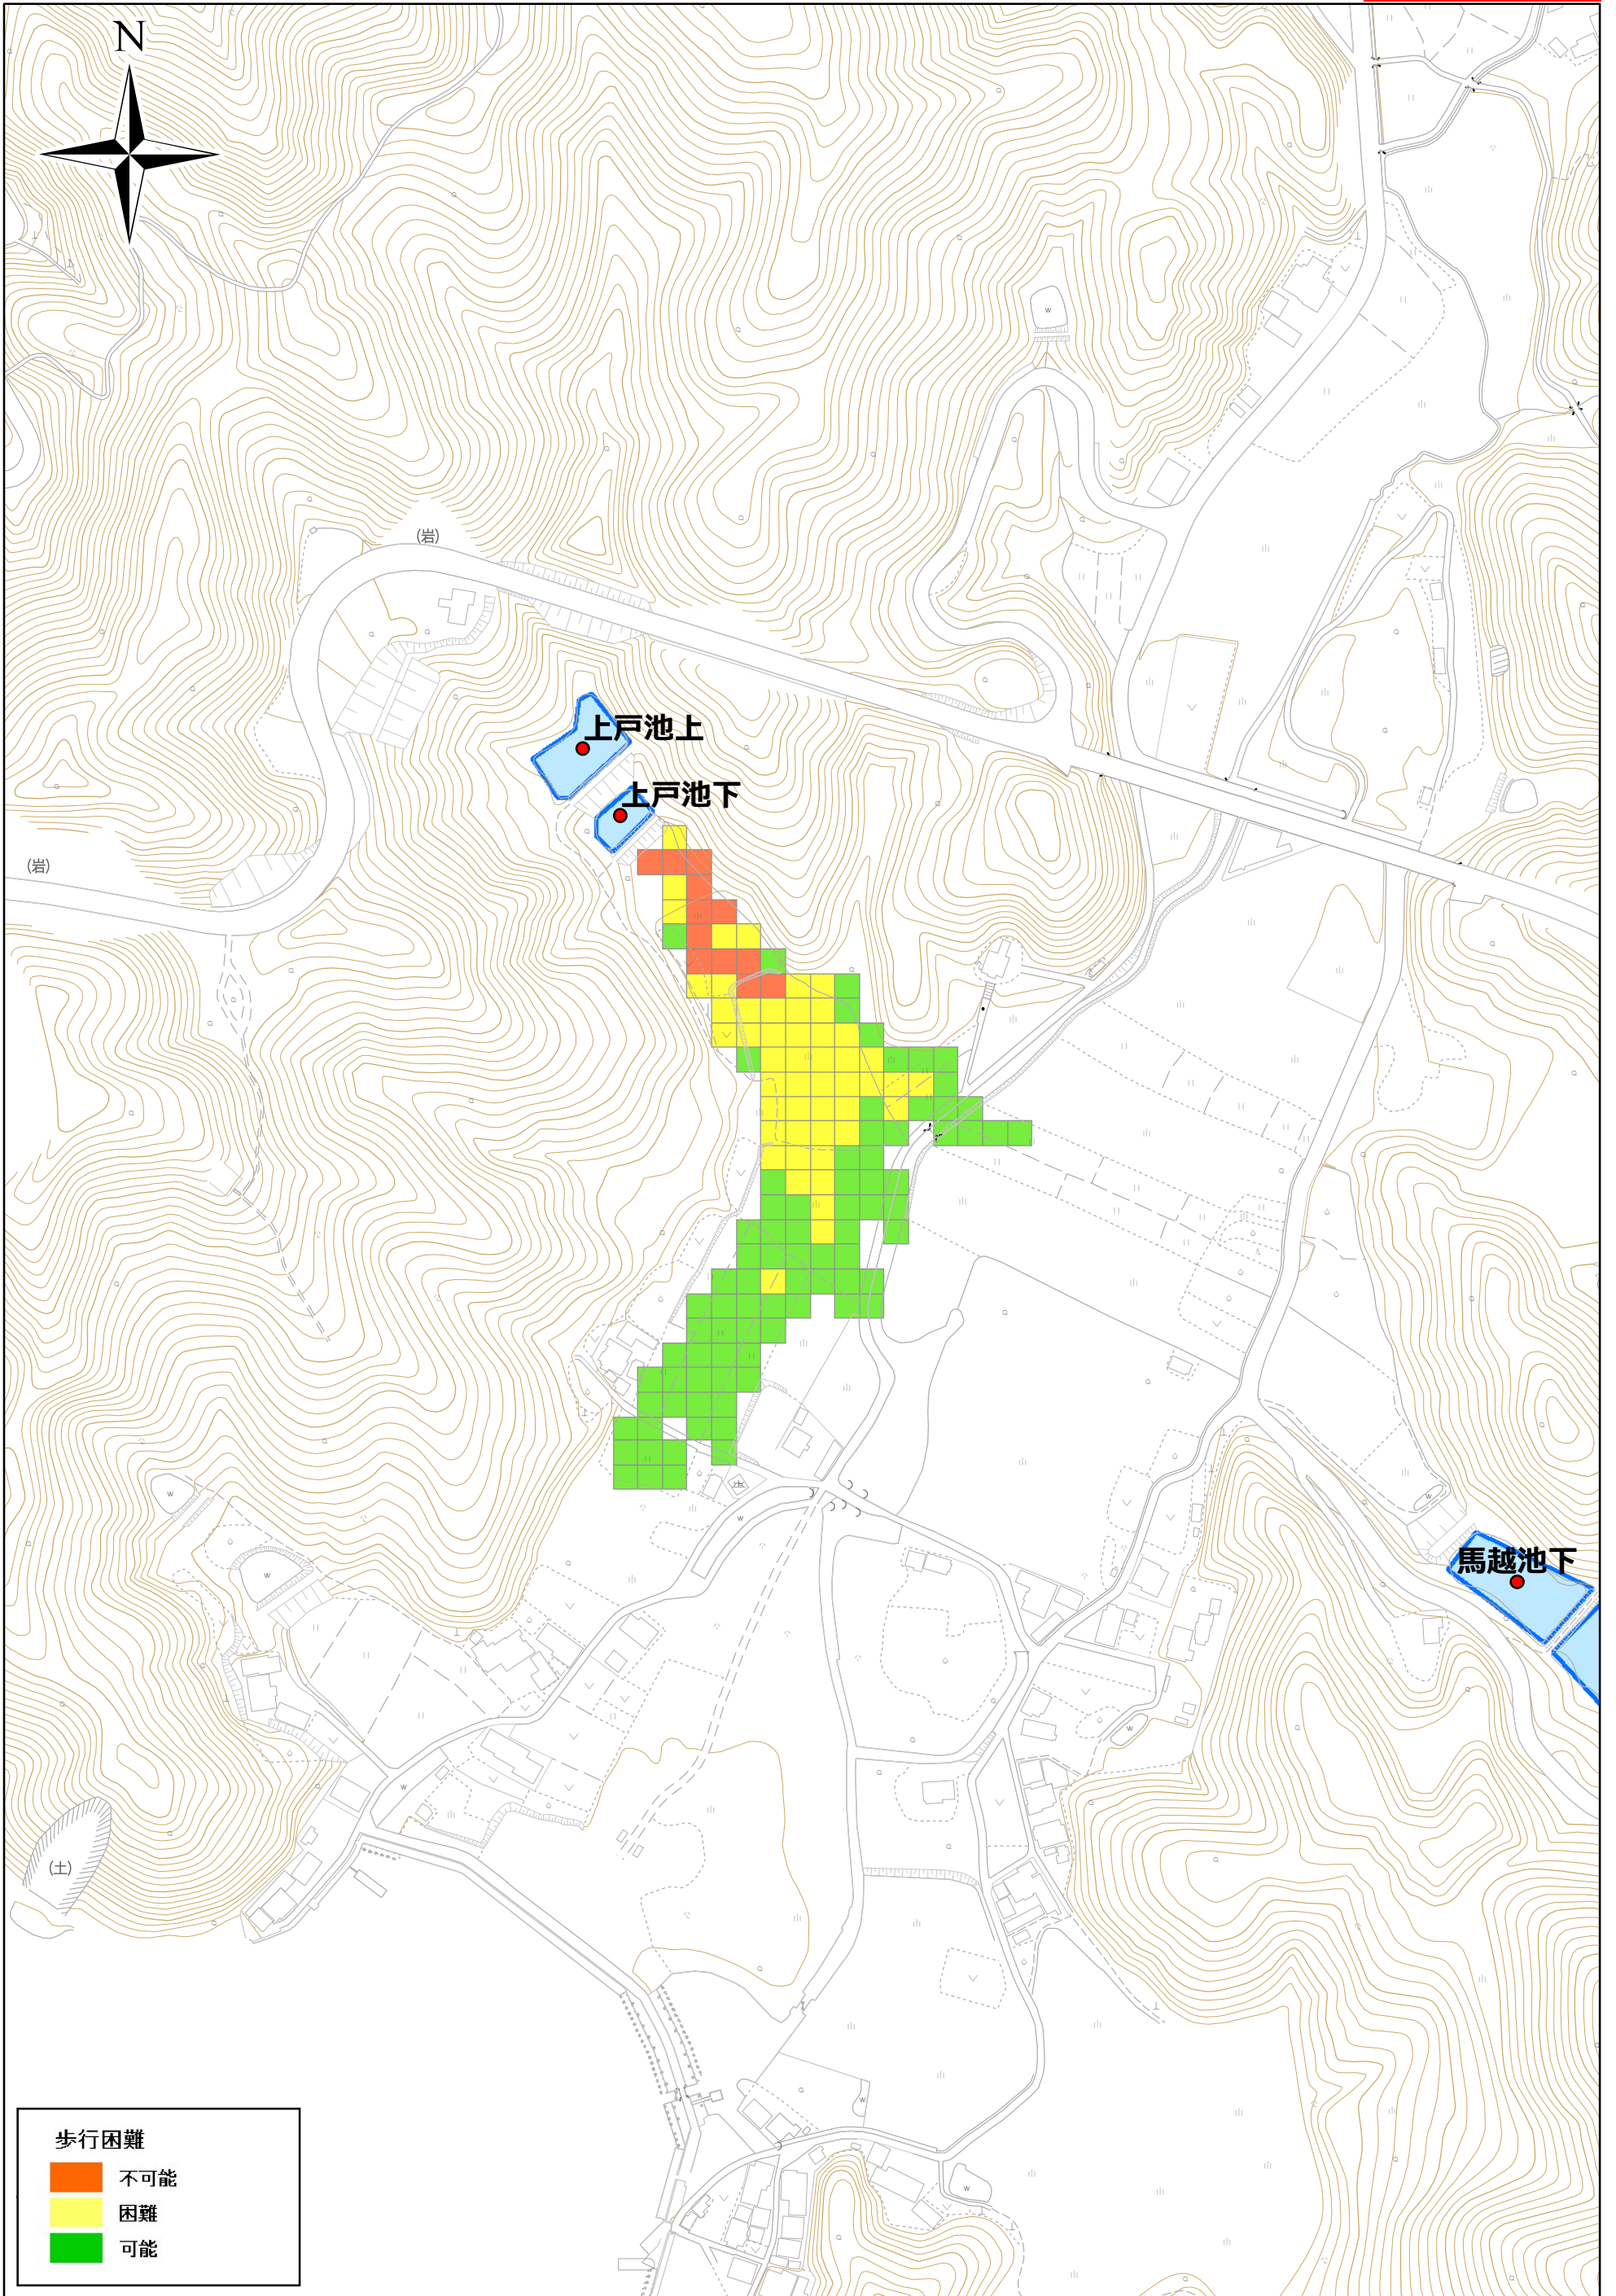 N
(岩)
上戸池上
上戸池下
(岩)
馬越池下
(土)
歩行困難
不可能
困難
可能